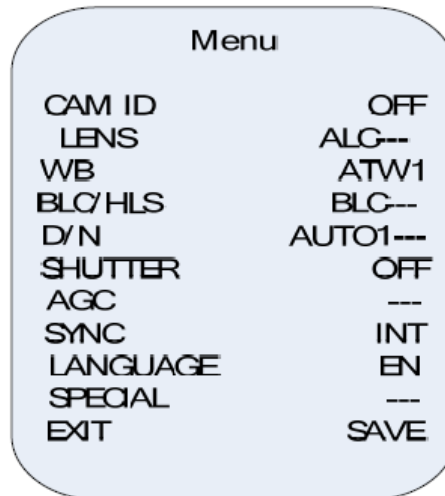 Menu
CAM ID OFF
LENS ALC---
WB ATW1
BLC/HLS BLC---
D/N AUTO1---
SHUTTER OFF
AGC ---
SYNC INT
LANGUAGE EN
SPECIAL ---
EXIT SAVE